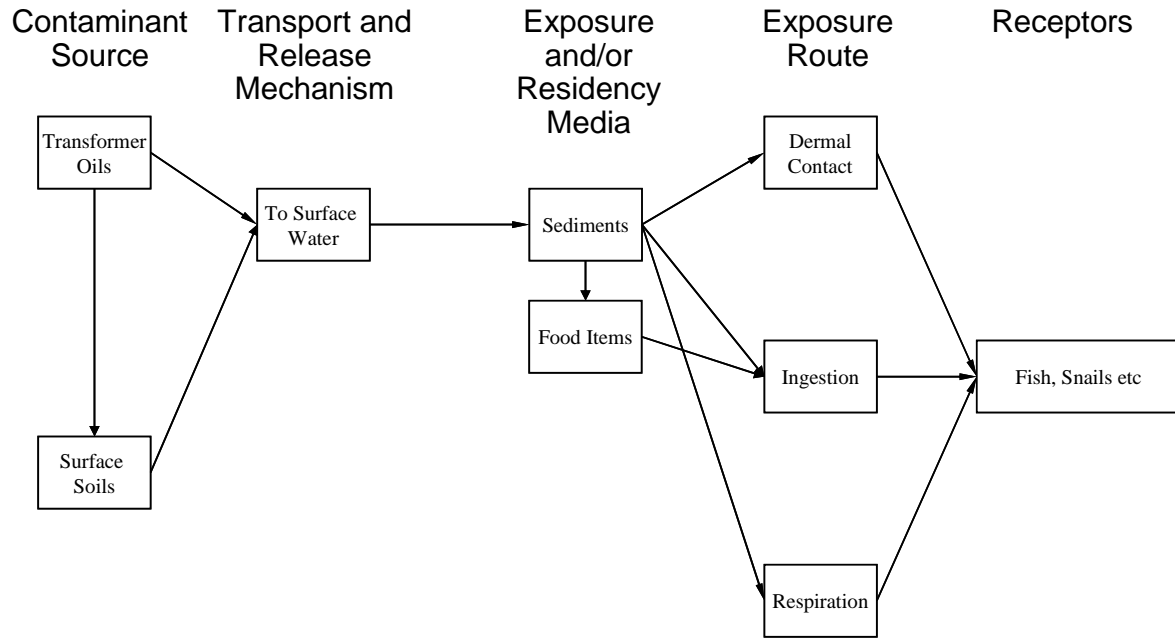 Contaminant
Source
Transport and
Release
Mechanism
Exposure
and/or
Residency
Media
Exposure
Route
Receptors
Transformer
Oils
Surface
Soils
To Surface
Water
Sediments
Food Items
Dermal
Contact
Ingestion
Respiration
Fish, Snails etc